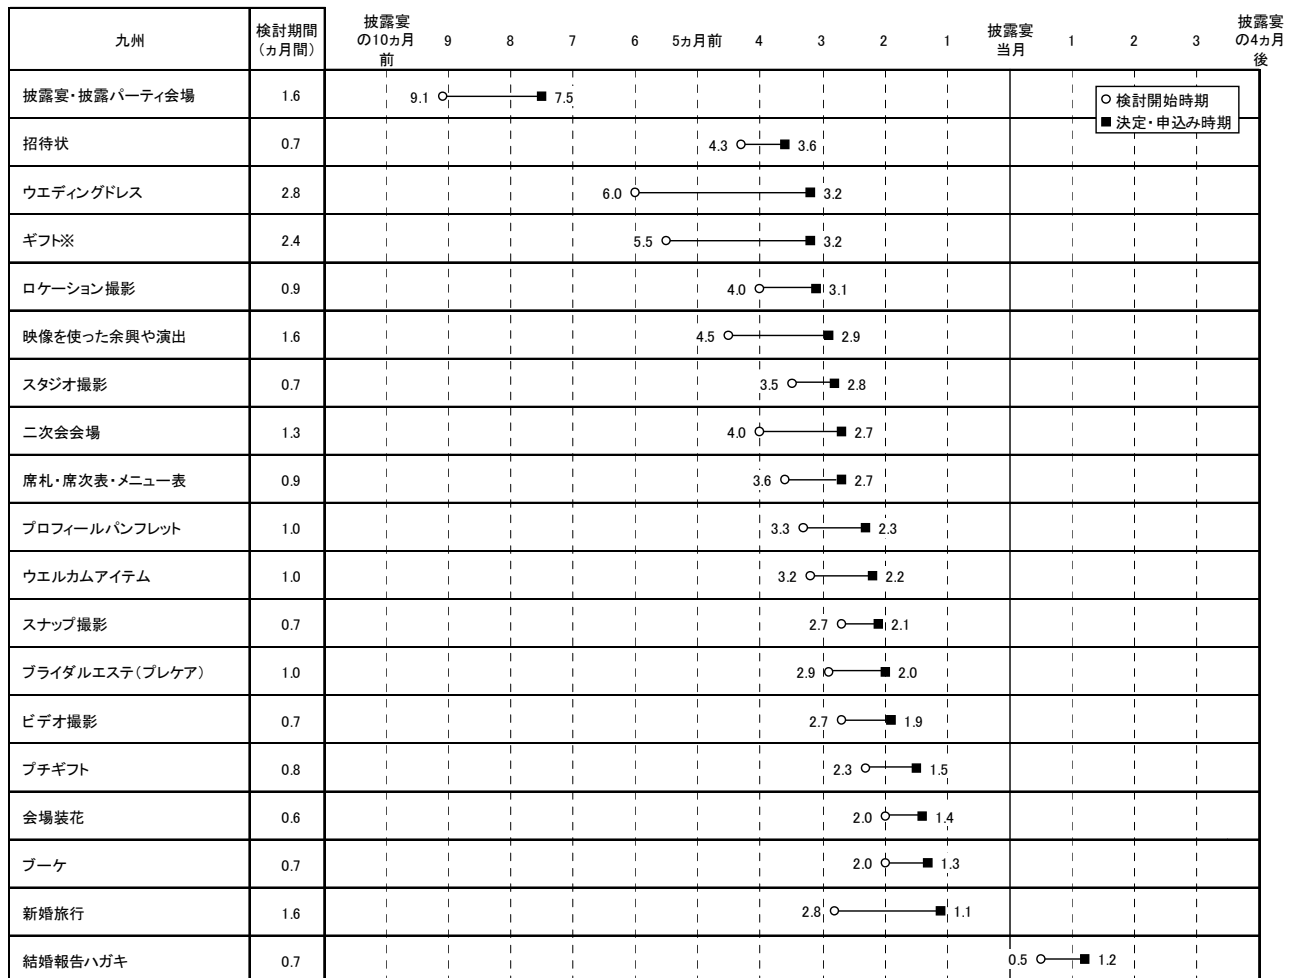 九州
検討期間
（ヵ月間）
披露宴
の10ヵ月
前
9
8
7
6
5ヵ月前
4
3
2
1
披露宴
当月
1
2
3
披露宴
の4ヵ月
後
○ 検討開始時期
■ 決定・申込み時期
披露宴・披露パーティ会場 1.6 9.1 7.5
招待状 0.7 4.3 3.6
ウエディングドレス 2.8 6.0 3.2
ギフト※ 2.4 5.5 3.2
ロケーション撮影 0.9 4.0 3.1
映像を使った余興や演出 1.6 4.5 2.9
スタジオ撮影 0.7 3.5 2.8
二次会会場 1.3 4.0 2.7
席札・席次表・メニュー表 0.9 3.6 2.7
プロフィールパンフレット 1.0 3.3 2.3
ウエルカムアイテム 1.0 3.2 2.2
スナップ撮影 0.7 2.7 2.1
ブライダルエステ（プレケア） 1.0 2.9 2.0
ビデオ撮影 0.7 2.7 1.9
プチギフト 0.8 2.3 1.5
会場装花 0.6 2.0 1.4
ブーケ 0.7 2.0 1.3
新婚旅行 1.6 2.8 1.1
結婚報告ハガキ 0.7 0.5 1.2